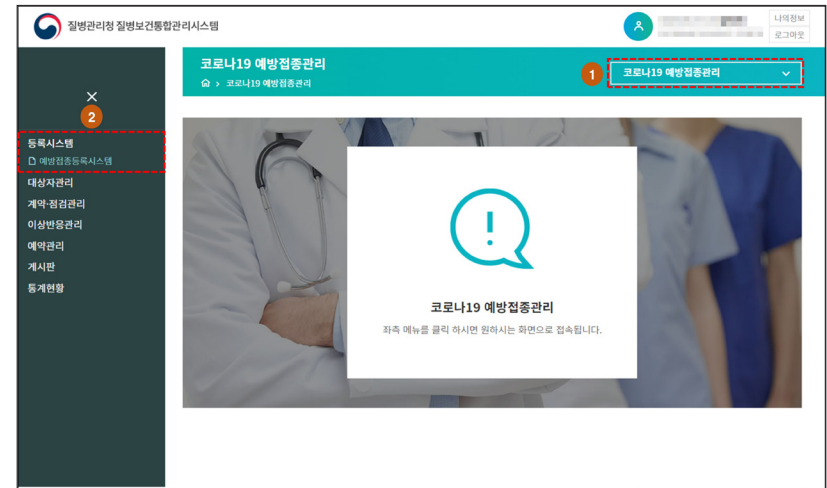 질병관리청 질병보건통합관리시스템
나의정보
로그아웃
코로나19 예방접종관리
코로나19 예방접종관리
1
코로나19 예방접종관리
2
등록시스템
예방접종등록시스템
대상자관리
계약·점검관리
이상반응관리
예약관리
게시판
통계현황
코로나19 예방접종관리
좌측 메뉴를 클릭 하시면 원하시는 화면으로 접속됩니다.